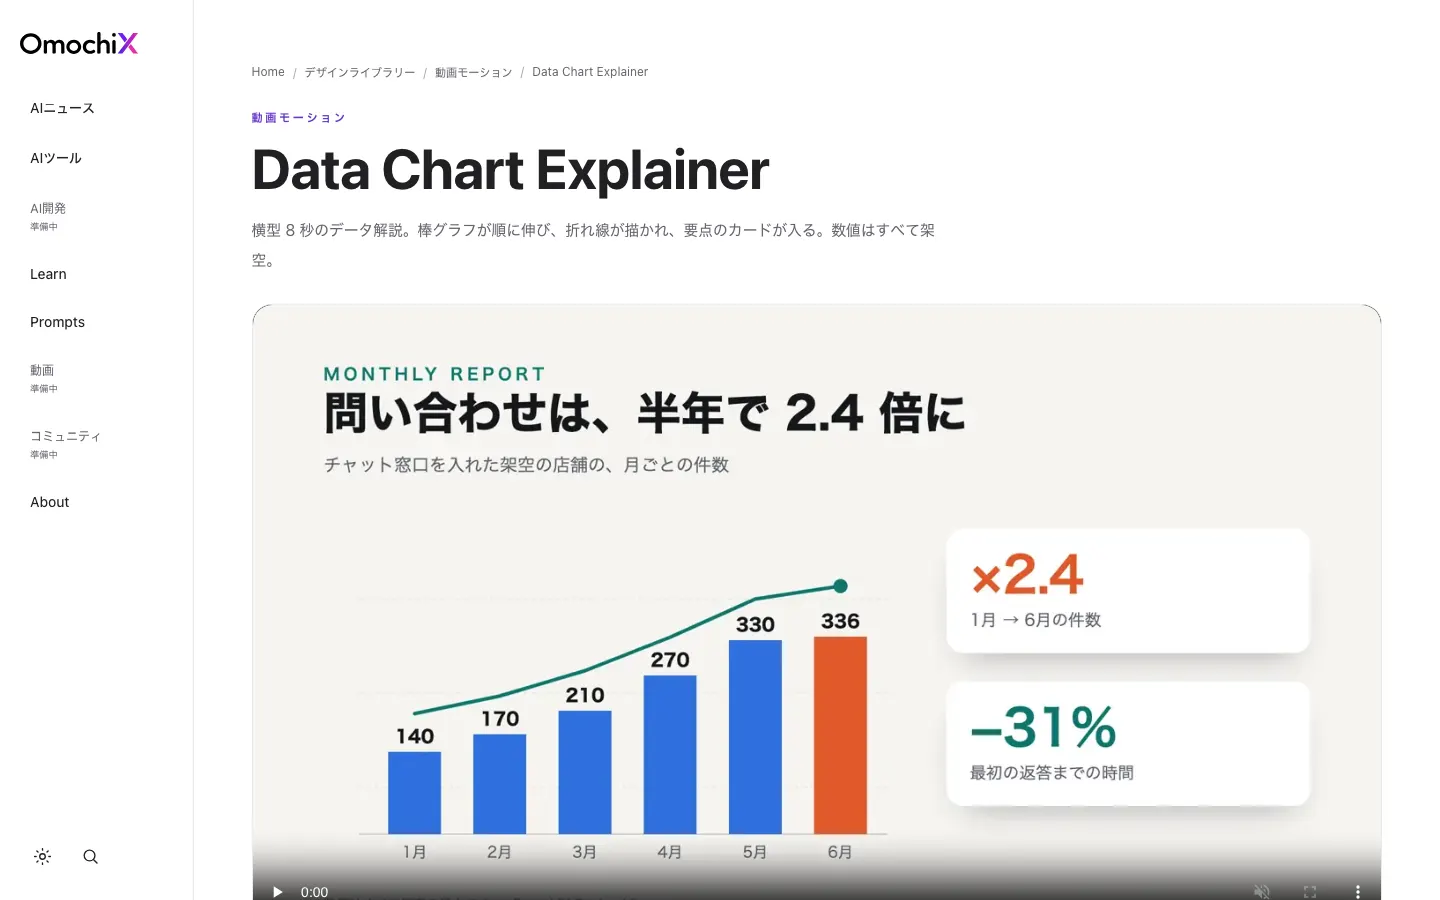 OmochiX
AIニュース
AIツール
AI開発
準備中
Learn
Prompts
動画
準備中
コミュニティ
準備中
About
Home / デザインライブラリー / 動画モーション / Data Chart Explainer
動画モーション
Data Chart Explainer
横型 8 秒のデータ解説。棒グラフが順に伸び、折れ線が描かれ、要点のカードが入る。数値はすべて架
空。
MONTHLY REPORT
問い合わせは、半年で 2.4 倍に
チャット窓口を入れた架空の店舗の、月ごとの件数
140
170
210
270
330
336
1月
2月
3月
4月
5月
6月
×2.4
1月 → 6月の件数
–31%
最初の返答までの時間
0:00